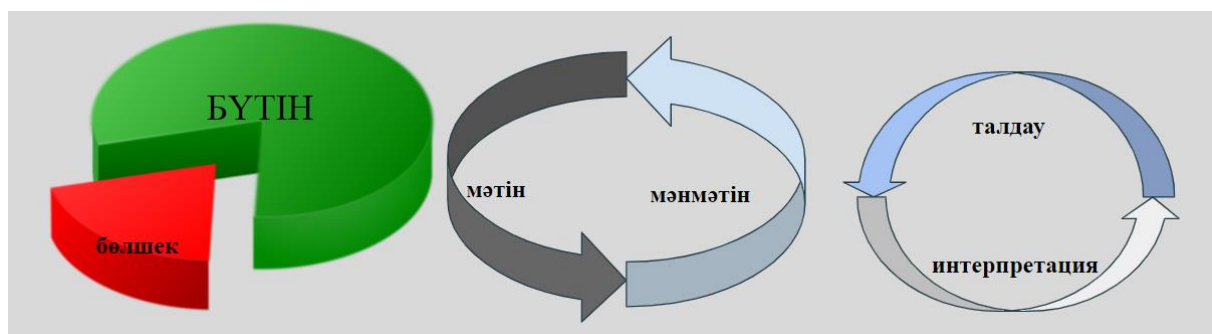 БҮТІН
бөлшек
мәтін
мәнмәтін
талдау
интерпретация